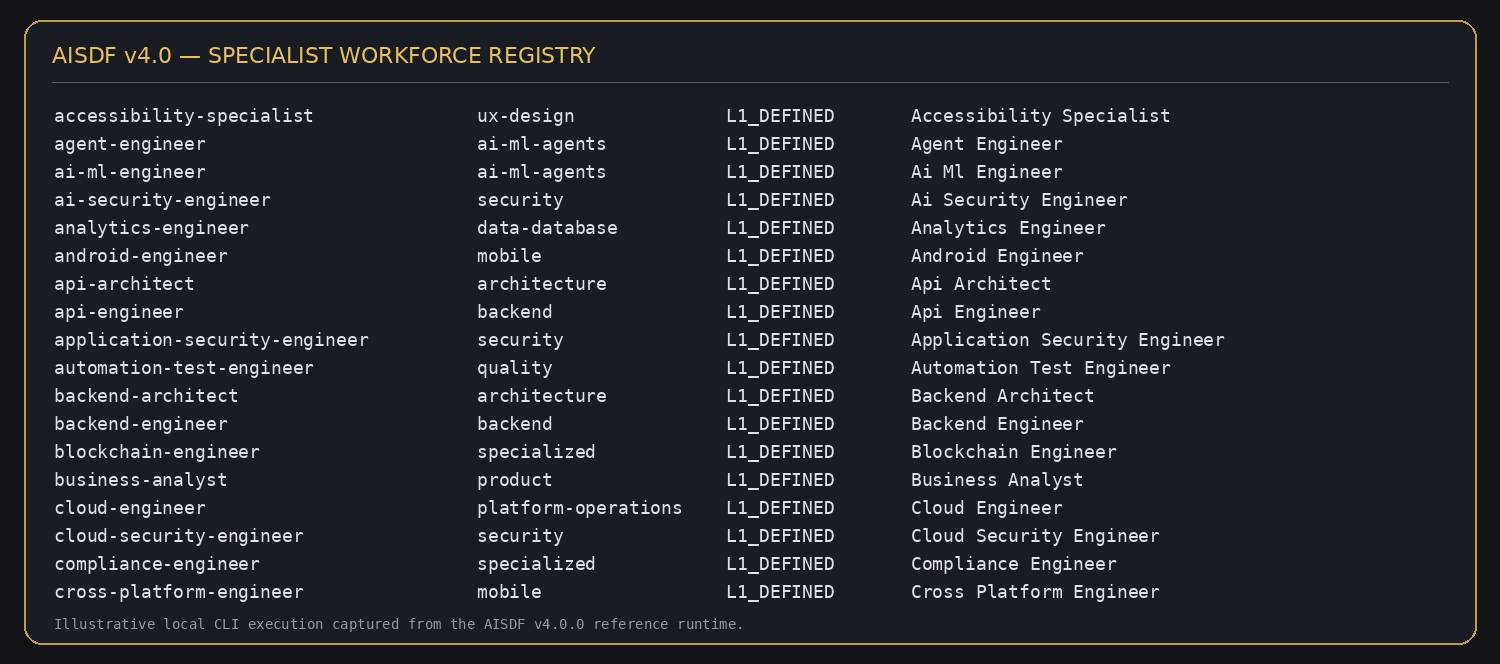 AISDF v4.0 — SPECIALIST WORKFORCE REGISTRY
accessibility-specialist ux-design L1_DEFINED Accessibility Specialist
agent-engineer ai-ml-agents L1_DEFINED Agent Engineer
ai-ml-engineer ai-ml-agents L1_DEFINED Ai Ml Engineer
ai-security-engineer security L1_DEFINED Ai Security Engineer
analytics-engineer data-database L1_DEFINED Analytics Engineer
android-engineer mobile L1_DEFINED Android Engineer
api-architect architecture L1_DEFINED Api Architect
api-engineer backend L1_DEFINED Api Engineer
application-security-engineer security L1_DEFINED Application Security Engineer
automation-test-engineer quality L1_DEFINED Automation Test Engineer
backend-architect architecture L1_DEFINED Backend Architect
backend-engineer backend L1_DEFINED Backend Engineer
blockchain-engineer specialized L1_DEFINED Blockchain Engineer
business-analyst product L1_DEFINED Business Analyst
cloud-engineer platform-operations L1_DEFINED Cloud Engineer
cloud-security-engineer security L1_DEFINED Cloud Security Engineer
compliance-engineer specialized L1_DEFINED Compliance Engineer
cross-platform-engineer mobile L1_DEFINED Cross Platform Engineer
Illustrative local CLI execution captured from the AISDF v4.0.0 reference runtime.